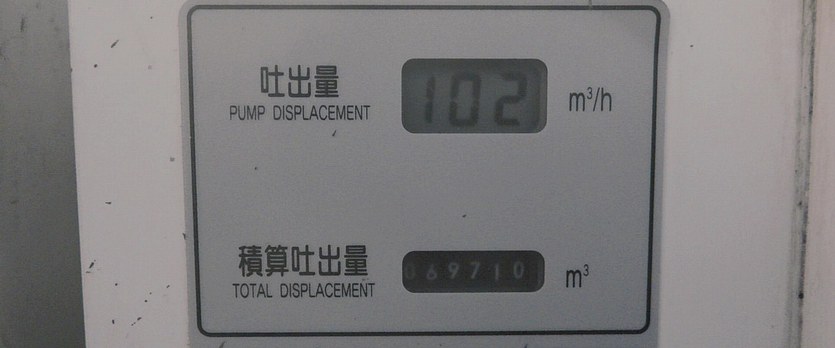 吐出量
PUMP DISPLACEMENT
102 m³/h
積算吐出量
TOTAL DISPLACEMENT
069710 m³